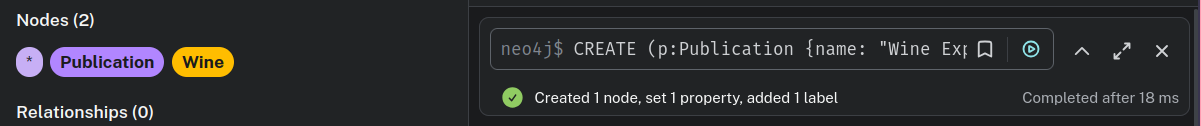 Nodes (2)
* Publication Wine
Relationships (0)
neo4j$ CREATE (p:Publication {name: "Wine Exp
Created 1 node, set 1 property, added 1 label
Completed after 18 ms